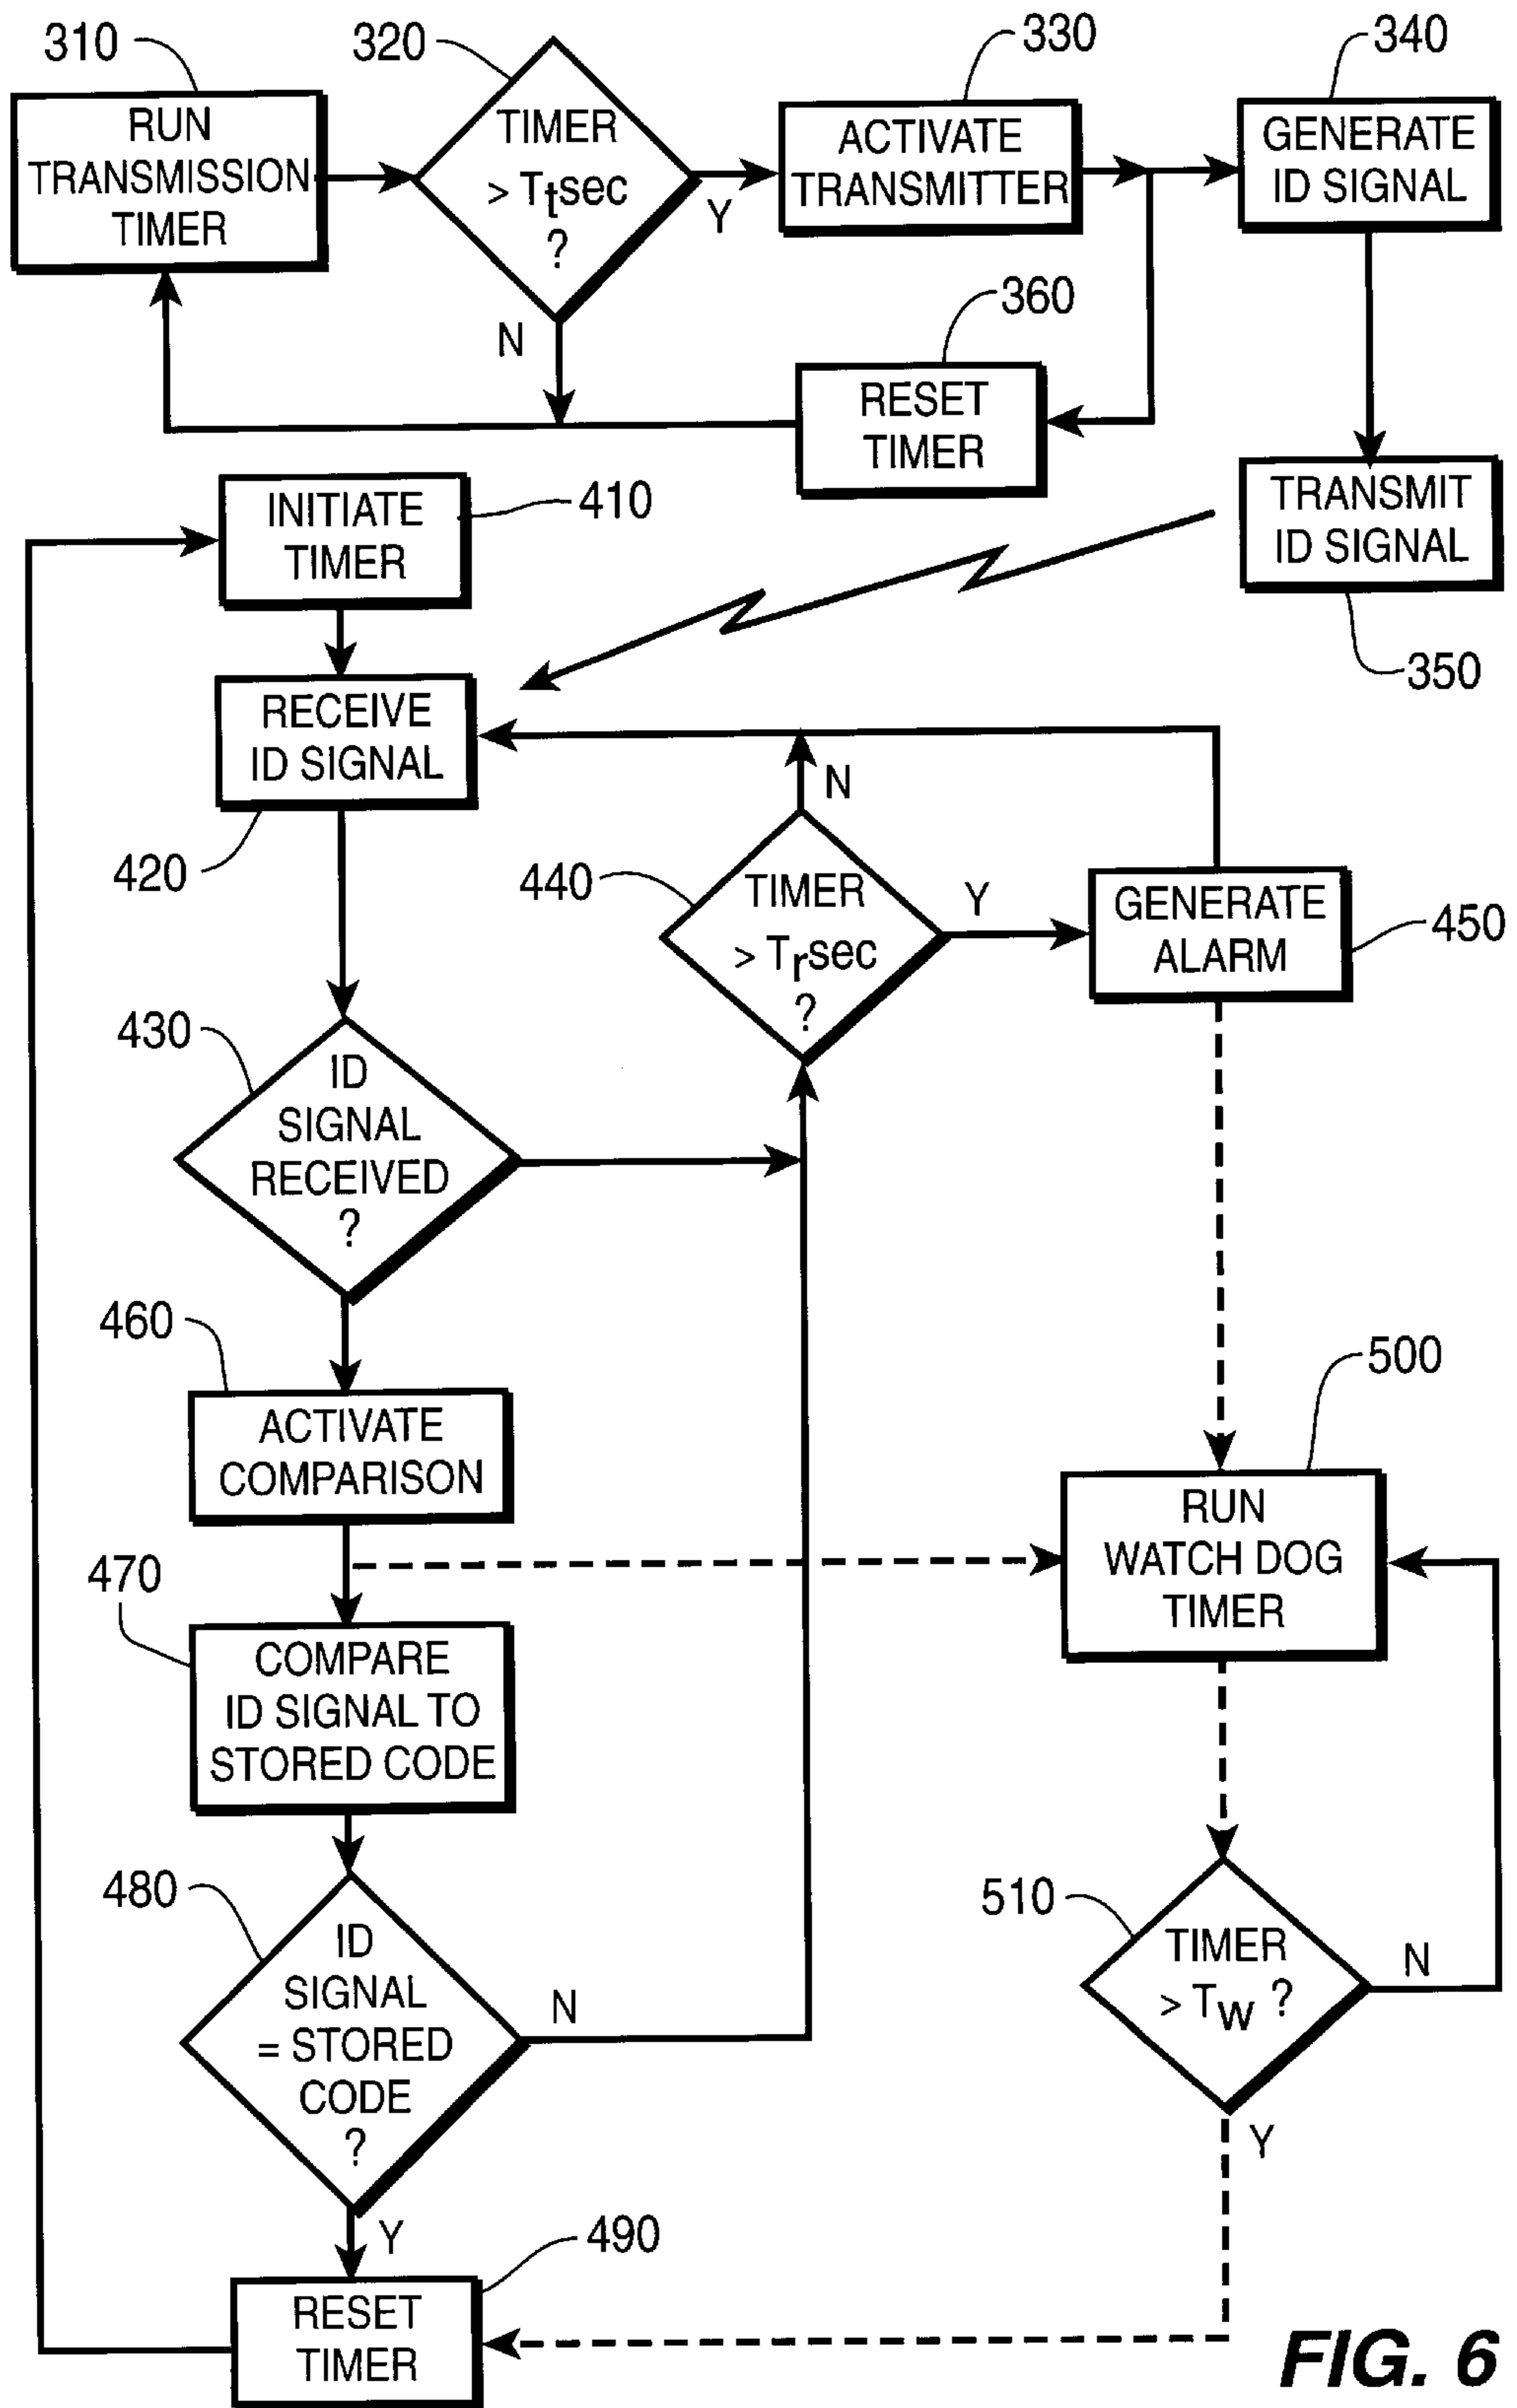 310
320
330
340
RUN
TRANSMISSION
TIMER
TIMER
> Ttsec
?
Y
N
ACTIVATE
TRANSMITTER
GENERATE
ID SIGNAL
360
RESET
TIMER
INITIATE
TIMER
410
TRANSMIT
ID SIGNAL
350
RECEIVE
ID SIGNAL
420
N
440
TIMER
> Trsec
?
Y
GENERATE
ALARM
450
430
ID
SIGNAL
RECEIVED
?
460
ACTIVATE
COMPARISON
500
RUN
WATCH DOG
TIMER
470
COMPARE
ID SIGNAL TO
STORED CODE
480
ID
SIGNAL
= STORED
CODE
?
N
Y
510
TIMER
> Tw ?
N
Y
490
RESET
TIMER
FIG. 6